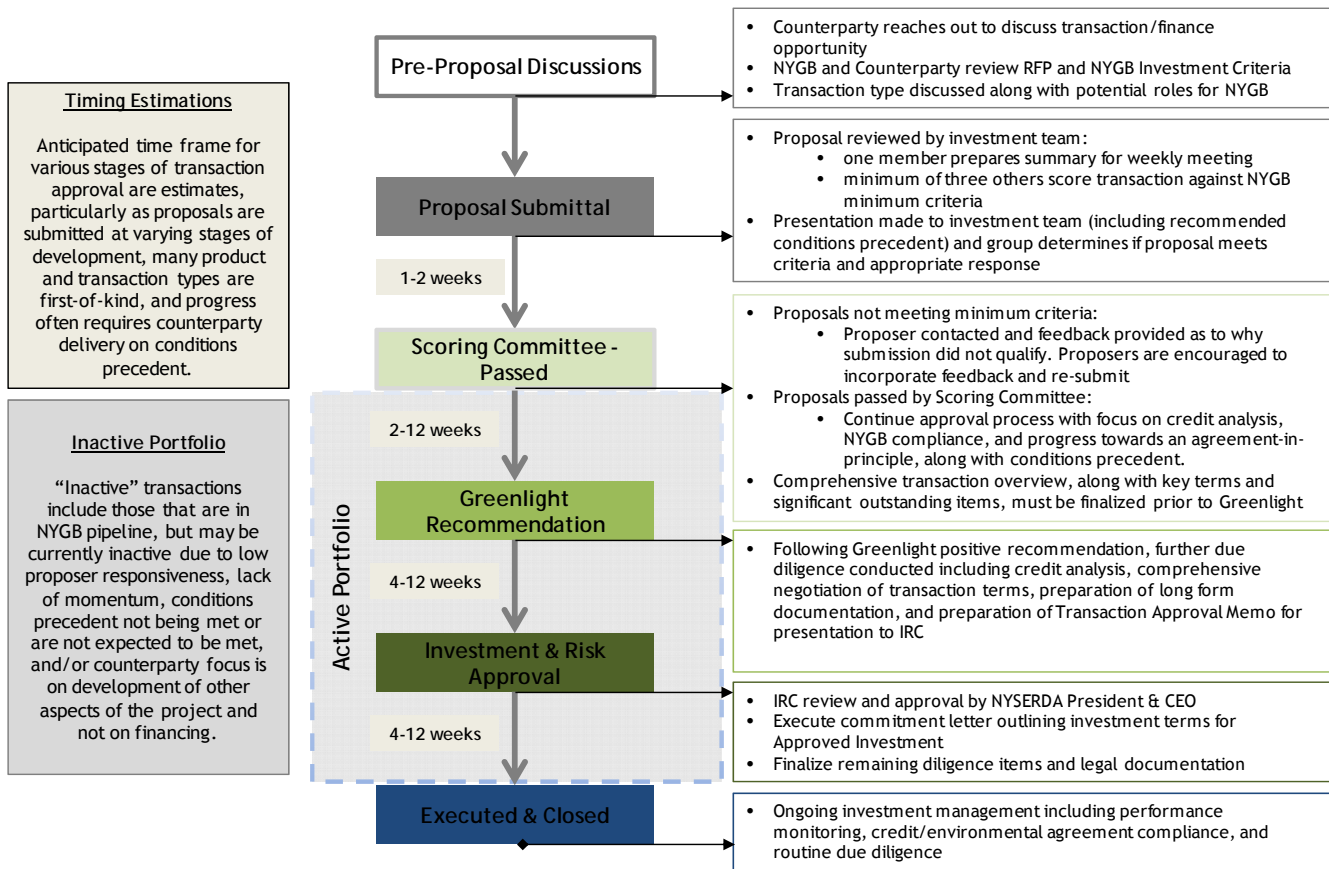 Timing Estimations
Anticipated time frame for
various stages of transaction
approval are estimates,
particularly as proposals are
submitted at varying stages of
development, many product
and transaction types are
first-of-kind, and progress
often requires counterparty
delivery on conditions
precedent.
Inactive Portfolio
“Inactive” transactions
include those that are in
NYGB pipeline, but may be
currently inactive due to low
proposer responsiveness, lack
of momentum, conditions
precedent not being met or
are not expected to be met,
and/or counterparty focus is
on development of other
aspects of the project and
not on financing.
Pre-Proposal Discussions
Proposal Submittal
1-2 weeks
Scoring Committee -
Passed
Active Portfolio
2-12 weeks
Greenlight
Recommendation
4-12 weeks
Investment & Risk
Approval
4-12 weeks
Executed & Closed
• Counterparty reaches out to discuss transaction/finance
opportunity
• NYGB and Counterparty review RFP and NYGB Investment Criteria
• Transaction type discussed along with potential roles for NYGB
• Proposal reviewed by investment team:
• one member prepares summary for weekly meeting
• minimum of three others score transaction against NYGB
minimum criteria
• Presentation made to investment team (including recommended
conditions precedent) and group determines if proposal meets
criteria and appropriate response
• Proposals not meeting minimum criteria:
• Proposer contacted and feedback provided as to why
submission did not qualify. Proposers are encouraged to
incorporate feedback and re-submit
• Proposals passed by Scoring Committee:
• Continue approval process with focus on credit analysis,
NYGB compliance, and progress towards an agreement-in-
principle, along with conditions precedent.
• Comprehensive transaction overview, along with key terms and
significant outstanding items, must be finalized prior to Greenlight
• Following Greenlight positive recommendation, further due
diligence conducted including credit analysis, comprehensive
negotiation of transaction terms, preparation of long form
documentation, and preparation of Transaction Approval Memo for
presentation to IRC
• IRC review and approval by NYSERDA President & CEO
• Execute commitment letter outlining investment terms for
Approved Investment
• Finalize remaining diligence items and legal documentation
• Ongoing investment management including performance
monitoring, credit/environmental agreement compliance, and
routine due diligence